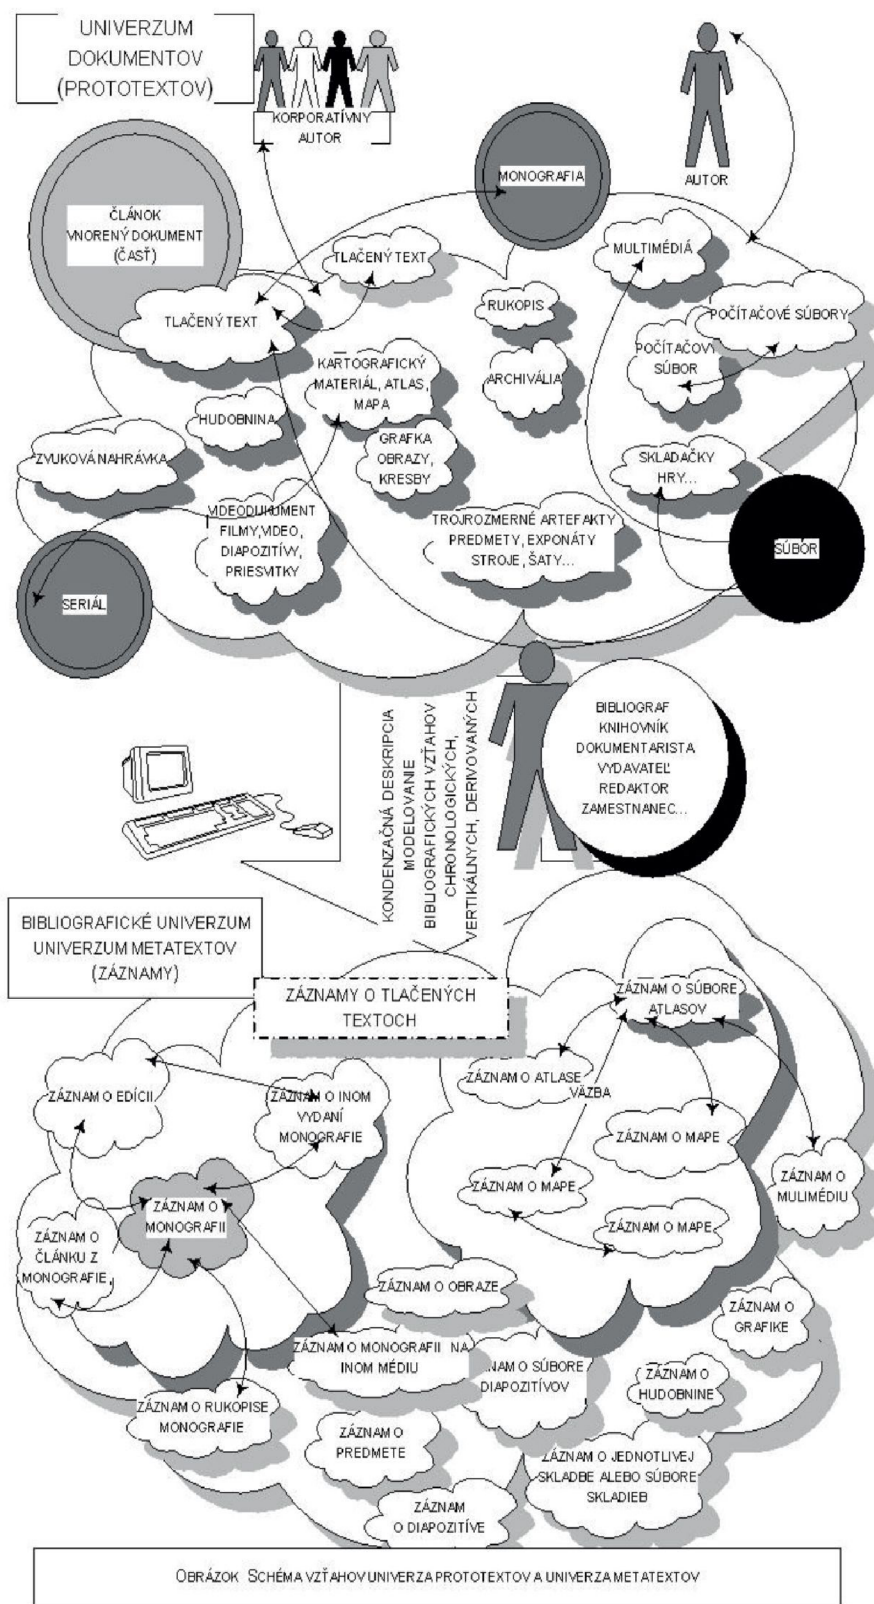 UNIVERZUM
DOKUMENTOV
(PROTOTEXTOV)
KORPORATÍVNY
AUTOR
AUTOR
MONOGRAFIA
ČLÁNOK
VNORENÝ DOKUMENT
(ČASŤ)
TLAČENÝ TEXT
MULTIMÉDIÁ
TLAČENÝ TEXT
RUKOPIS
POČÍTAČOVÉ SÚBORY
POČÍTAČOVÝ
SÚBOR
KARTOGRAFICKÝ
MATERIÁL, ATLAS,
MAPA
ARCHIVÁLIA
HUDOBNINA
GRAFKA
OBRAZY,
KRESBY
ZVUKOVÁ NAHRÁVKA
SKLADAČKY
HRY...
VIDEODUKUMENT
FILMY,VIDEO,
DIAPOZITÍVY,
PRIESVITKY
TROJROZMERNÉ ARTEFAKTY
PREDMETY, EXPONÁTY
STROJE, ŠATY...
SÚBÓR
SERIÁL
KONDENZAČNÁ DESKRIPCIA
MODELOVANIE
BIBLIOGRAFICKÝCH VZŤAHOV
CHRONOLOGICKÝCH,
VERTIKÁLNYCH, DERIVOVANÝCH
BIBLIOGRAF
KNIHOVNÍK
DOKUMENTARISTA
VYDAVATEĽ
REDAKTOR
ZAMESTNANEC...
BIBLIOGRAFICKÉ UNIVERZUM
UNIVERZUM METATEXTOV
(ZÁZNAMY)
ZÁZNAMY O TLAČENÝCH
TEXTOCH
ZÁZNAM O SÚBORE
ATLASOV
ZÁZNAM O ATLASE
VÄZBA
ZÁZNAM O EDÍCII
ZÁZNAM O INOM
VYDANÍ
MONOGRAFIE
ZÁZNAM O MAPE
ZÁZNAM O MAPE
ZÁZNAM O
MULIMÉDIU
ZÁZNAM O
MONOGRAFII
ZÁZNAM O MAPE
ZÁZNAM O
ČLÁNKU Z
MONOGRAFIE,
ZÁZNAM O OBRAZE
ZÁZNAM O
GRAFIKE
ZÁZNAM O MONOGRAFII NA
INOM MÉDIU
NAM O SÚBORE
DIAPOZITÍVOV
ZÁZNAM O
HUDOBNINE
ZÁZNAM O RUKOPISE
MONOGRAFIE
ZÁZNAM O
PREDMETE
ZÁZNAM O JEDNOTLIVEJ
SKLADBE ALEBO SÚBORE
SKLADIEB
ZÁZNAM
O DIAPOZITÍVE
OBRÁZOK SCHÉMA VZŤAHOV UNIVERZA PROTOTEXTOV A UNIVERZA METATEXTOV